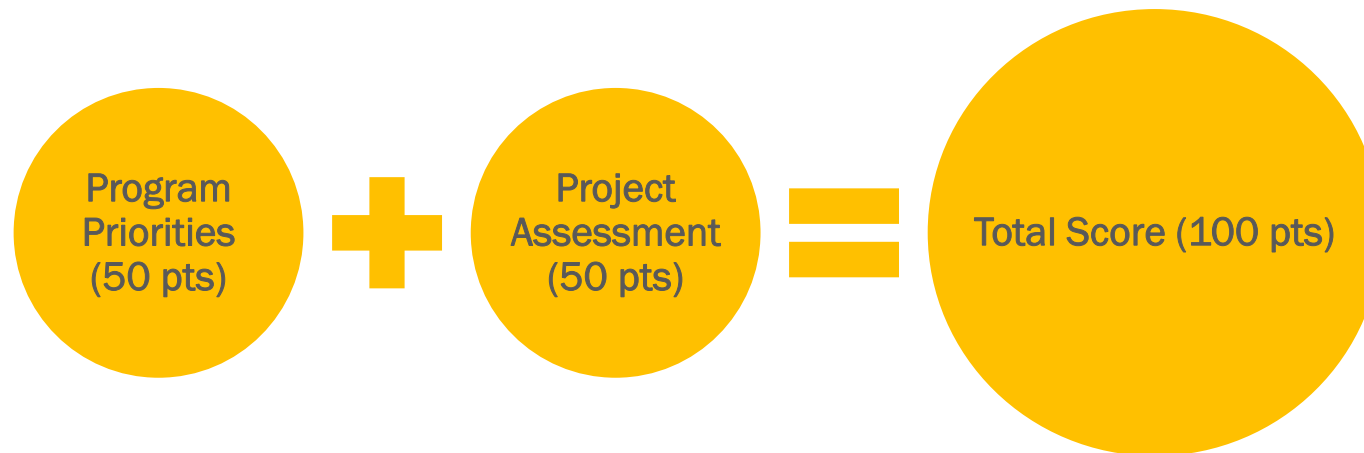 Program
Priorities
(50 pts)
Project
Assessment
(50 pts)
Total Score (100 pts)